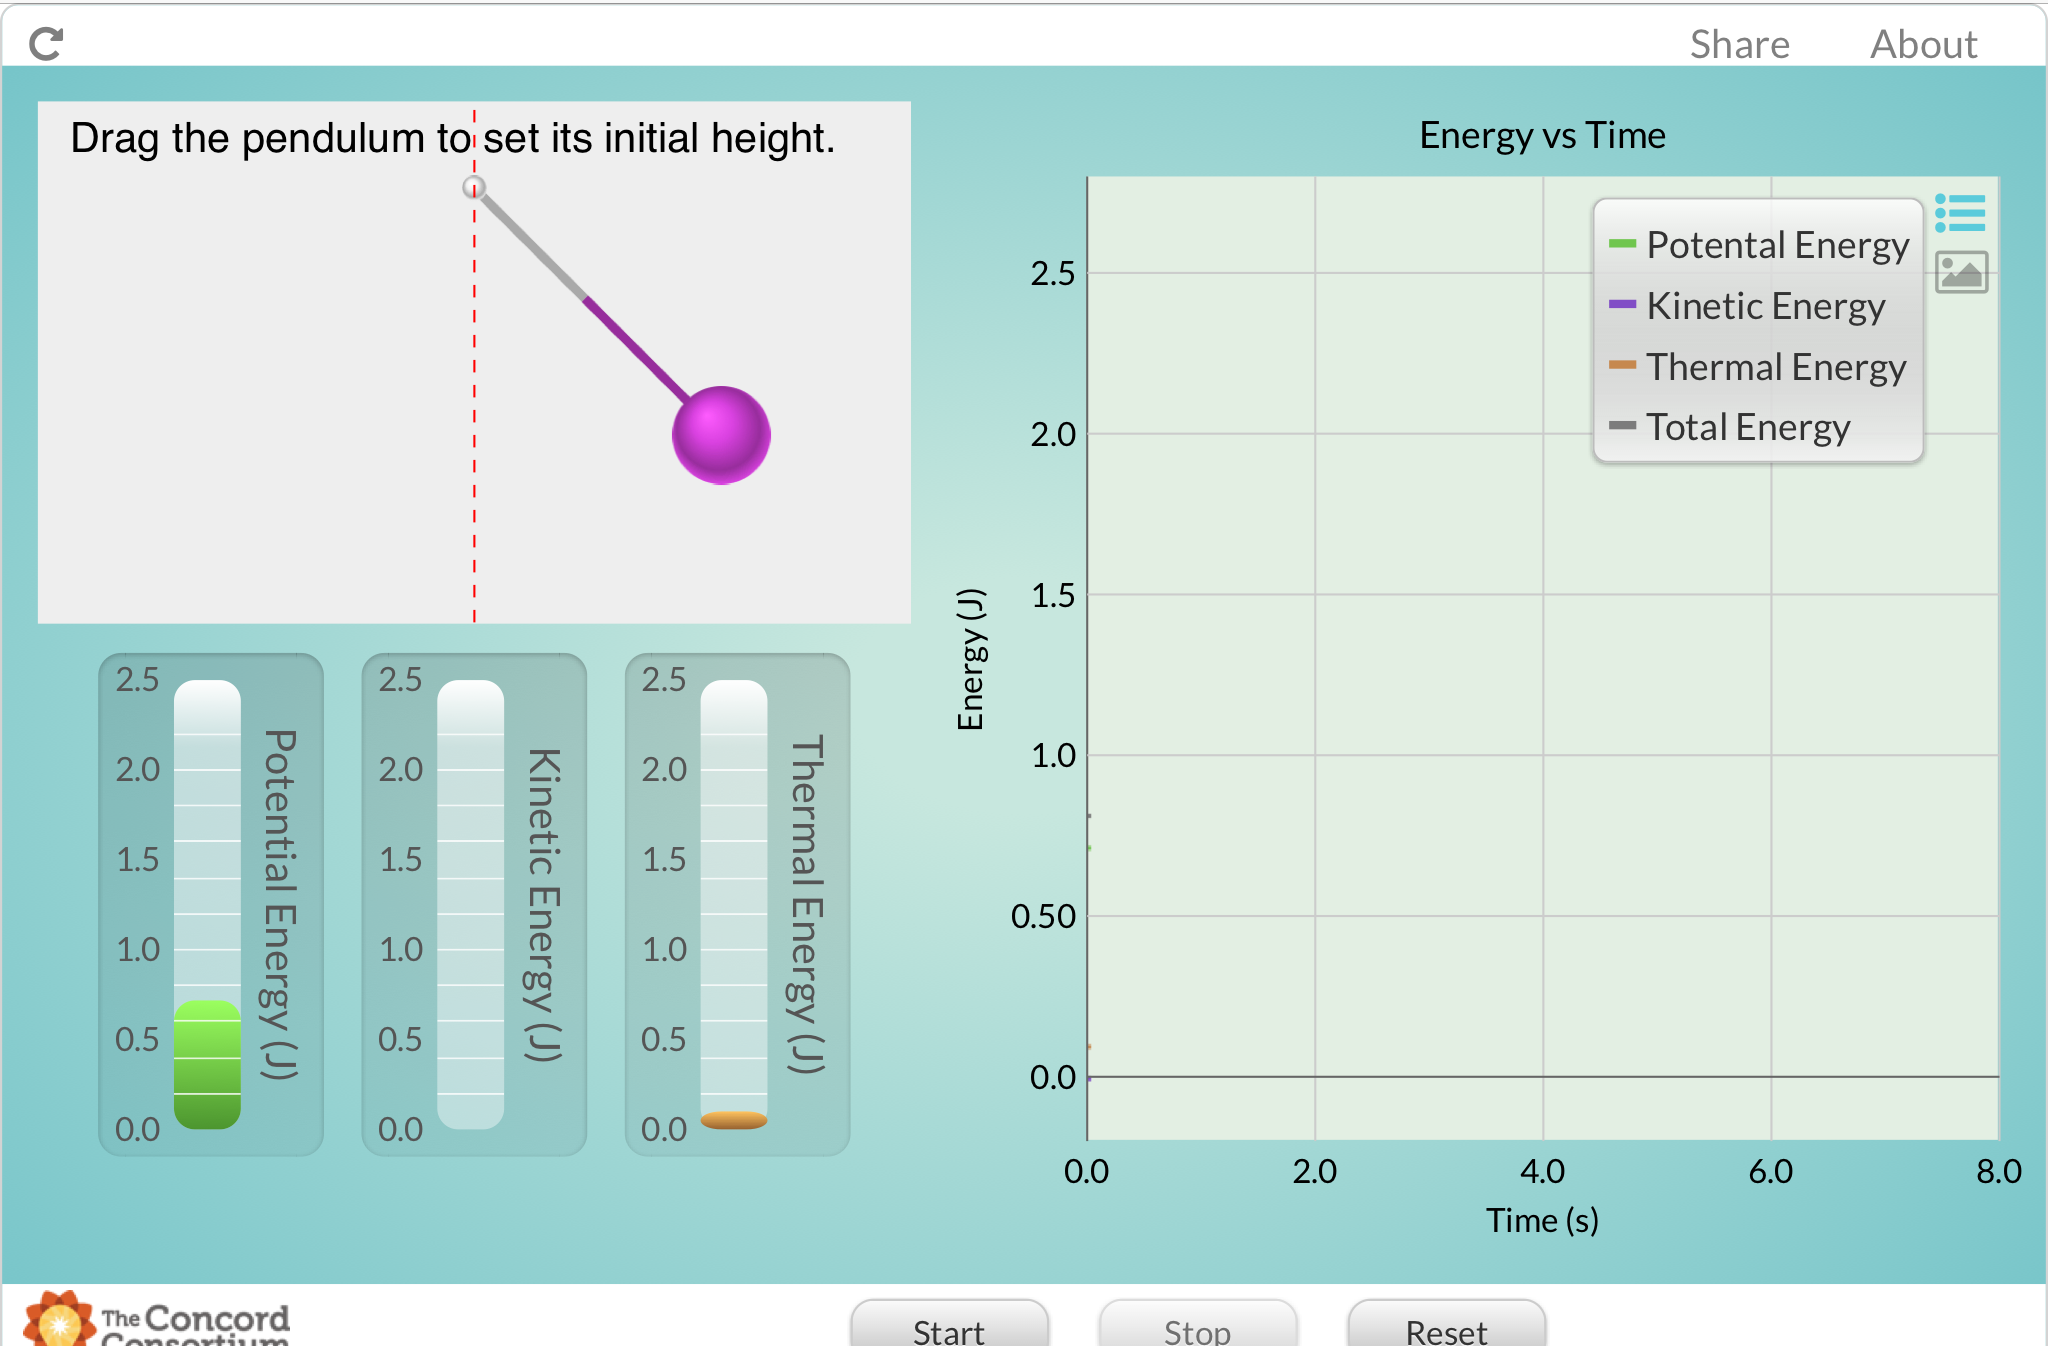 Share About
Drag the pendulum to set its initial height.
Energy vs Time
Potental Energy
Kinetic Energy
Thermal Energy
Total Energy
2.5
2.0
1.5
1.0
0.50
0.0
Energy (J)
0.0 2.0 4.0 6.0 8.0
Time (s)
2.5
2.0
1.5
1.0
0.5
0.0
Potential Energy (J)
2.5
2.0
1.5
1.0
0.5
0.0
Kinetic Energy (J)
2.5
2.0
1.5
1.0
0.5
0.0
Thermal Energy (J)
The Concord
Consortium
Start Stop Reset